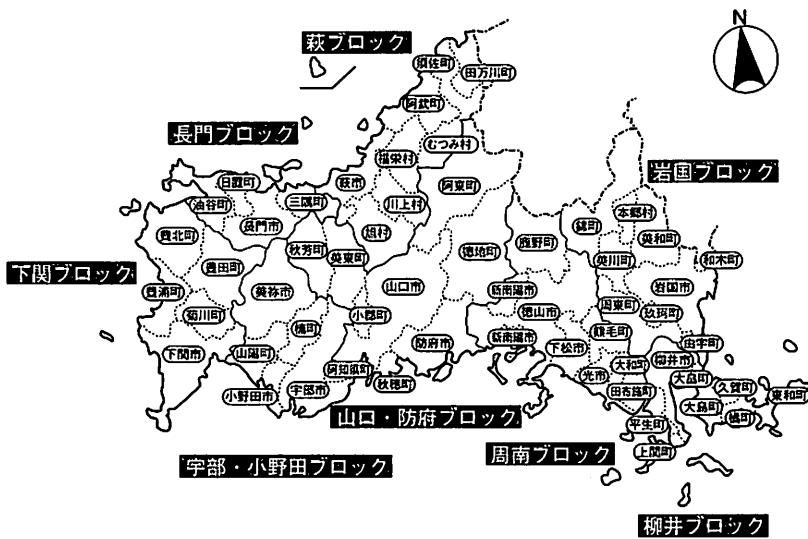 N
萩ブロック
須佐町
田万川町
阿武町
長門ブロック
むつみ村
福栄村
岩国ブロック
日置町
萩市
阿東町
油谷町
三隅町
川上村
本郷村
錦町
豊北町
長門市
旭村
美和町
秋芳町
美東町
徳地町
鹿野町
美川町
和木町
下関ブロック
豊田町
山口市
岩国市
豊浦町
美祢市
新南陽市
周東町
玖珂町
菊川町
小郡町
徳山市
楠町
熊毛町
防府市
新南陽市
由宇町
下関市
山陽町
下松市
柳井市
阿知須町
大和町
光市
大畠町
久賀町
小野田市
宇部市
秋穂町
田布施町
東和町
大島町
橘町
山口・防府ブロック
平生町
上関町
宇部・小野田ブロック
周南ブロック
柳井ブロック